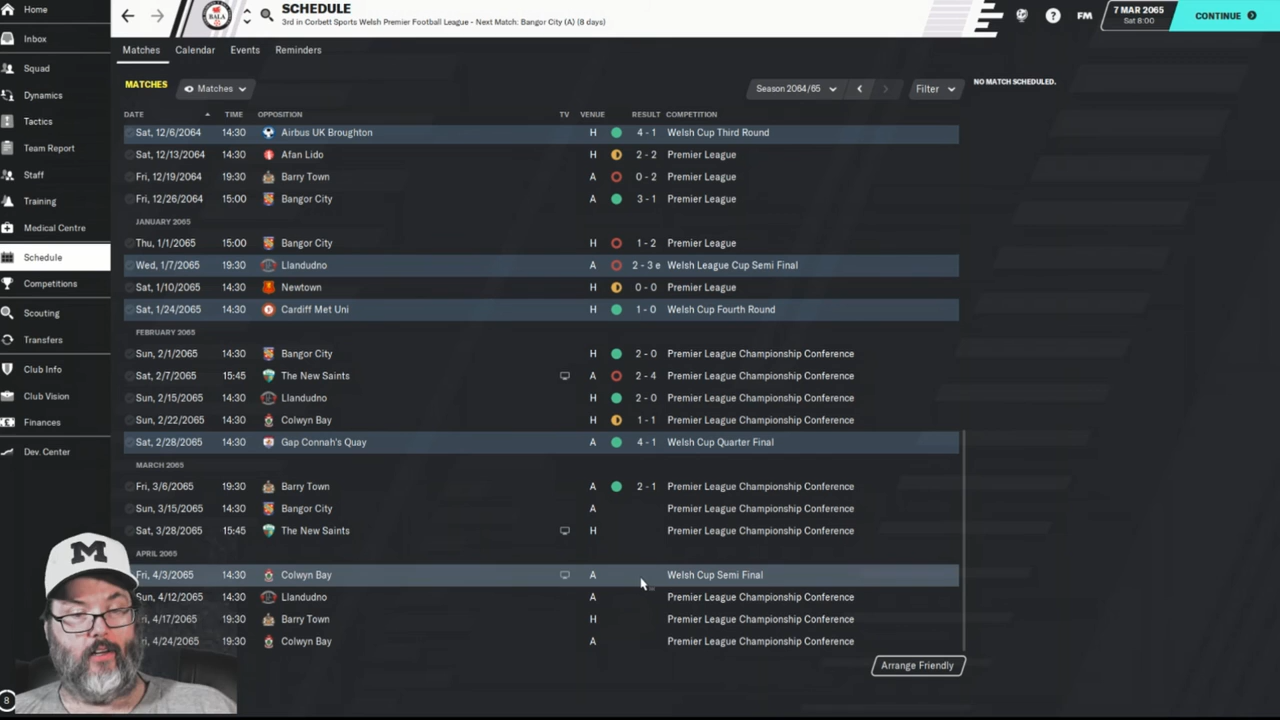 Home
Inbox
Squad
Dynamics
Tactics
Team Report
Staff
Training
Medical Centre
Schedule
Competitions
Scouting
Transfers
Club Info
Club Vision
Finances
Dev. Center
BALA
SCHEDULE
3rd in Corbett Sports Welsh Premier Football League - Next Match: Bangor City (A) (8 days)
FM
7 MAR 2065
Sat 8:00
CONTINUE
Matches Calendar Events Reminders
MATCHES Matches Season 2064/65 Filter
NO MATCH SCHEDULED.
DATE TIME OPPOSITION TV VENUE RESULT COMPETITION
Sat, 12/6/2064 14:30 Airbus UK Broughton H 4 - 1 Welsh Cup Third Round
Sat, 12/13/2064 14:30 Afan Lido H 2 - 2 Premier League
Fri, 12/19/2064 19:30 Barry Town A 0 - 2 Premier League
Fri, 12/26/2064 15:00 Bangor City A 3 - 1 Premier League
JANUARY 2065
Thu, 1/1/2065 15:00 Bangor City H 1 - 2 Premier League
Wed, 1/7/2065 19:30 Llandudno A 2 - 3 e Welsh League Cup Semi Final
Sat, 1/10/2065 14:30 Newtown H 0 - 0 Premier League
Sat, 1/24/2065 14:30 Cardiff Met Uni H 1 - 0 Welsh Cup Fourth Round
FEBRUARY 2065
Sun, 2/1/2065 14:30 Bangor City H 2 - 0 Premier League Championship Conference
Sat, 2/7/2065 15:45 The New Saints A 2 - 4 Premier League Championship Conference
Sun, 2/15/2065 14:30 Llandudno H 2 - 0 Premier League Championship Conference
Sun, 2/22/2065 14:30 Colwyn Bay H 1 - 1 Premier League Championship Conference
Sat, 2/28/2065 14:30 Gap Connah's Quay A 4 - 1 Welsh Cup Quarter Final
MARCH 2065
Fri, 3/6/2065 19:30 Barry Town A 2 - 1 Premier League Championship Conference
Sun, 3/15/2065 14:30 Bangor City A Premier League Championship Conference
Sat, 3/28/2065 15:45 The New Saints H Premier League Championship Conference
APRIL 2065
Fri, 4/3/2065 14:30 Colwyn Bay A Welsh Cup Semi Final
Sun, 4/12/2065 14:30 Llandudno A Premier League Championship Conference
ri, 4/17/2065 19:30 Barry Town H Premier League Championship Conference
ri, 4/24/2065 19:30 Colwyn Bay A Premier League Championship Conference
Arrange Friendly
M
8